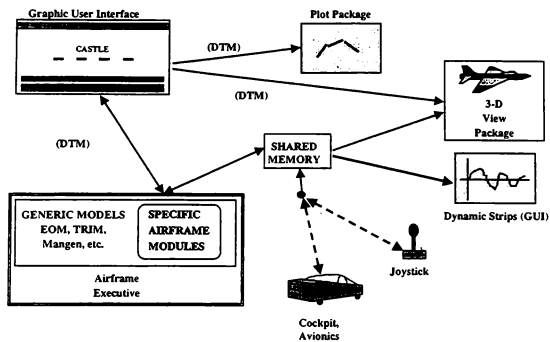 Graphic User Interface
CASTLE
Plot Package
(DTM)
(DTM)
3-D
View
Package
(DTM)
SHARED
MEMORY
Dynamic Strips (GUI)
GENERIC MODELS
EOM, TRIM,
Mangen, etc.
SPECIFIC
AIRFRAME
MODULES
Airframe
Executive
Joystick
Cockpit,
Avionics